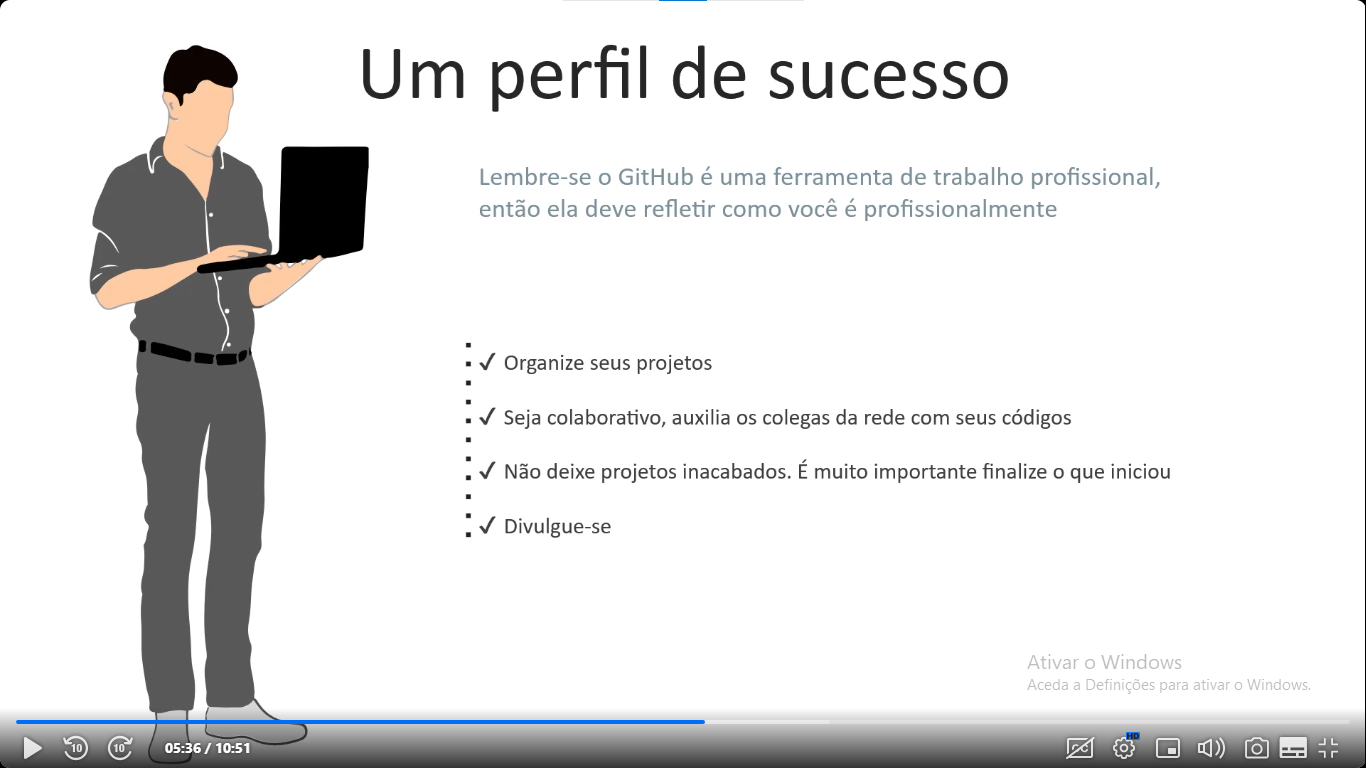 Um perfil de sucesso
Lembre-se o GitHub é uma ferramenta de trabalho profissional,
então ela deve refletir como você é profissionalmente
✓ Organize seus projetos
✓ Seja colaborativo, auxilia os colegas da rede com seus códigos
✓ Não deixe projetos inacabados. É muito importante finalize o que iniciou
✓ Divulgue-se
Ativar o Windows
Aceda a Definições para ativar o Windows.
10
10
05:36 / 10:51
CC
HD